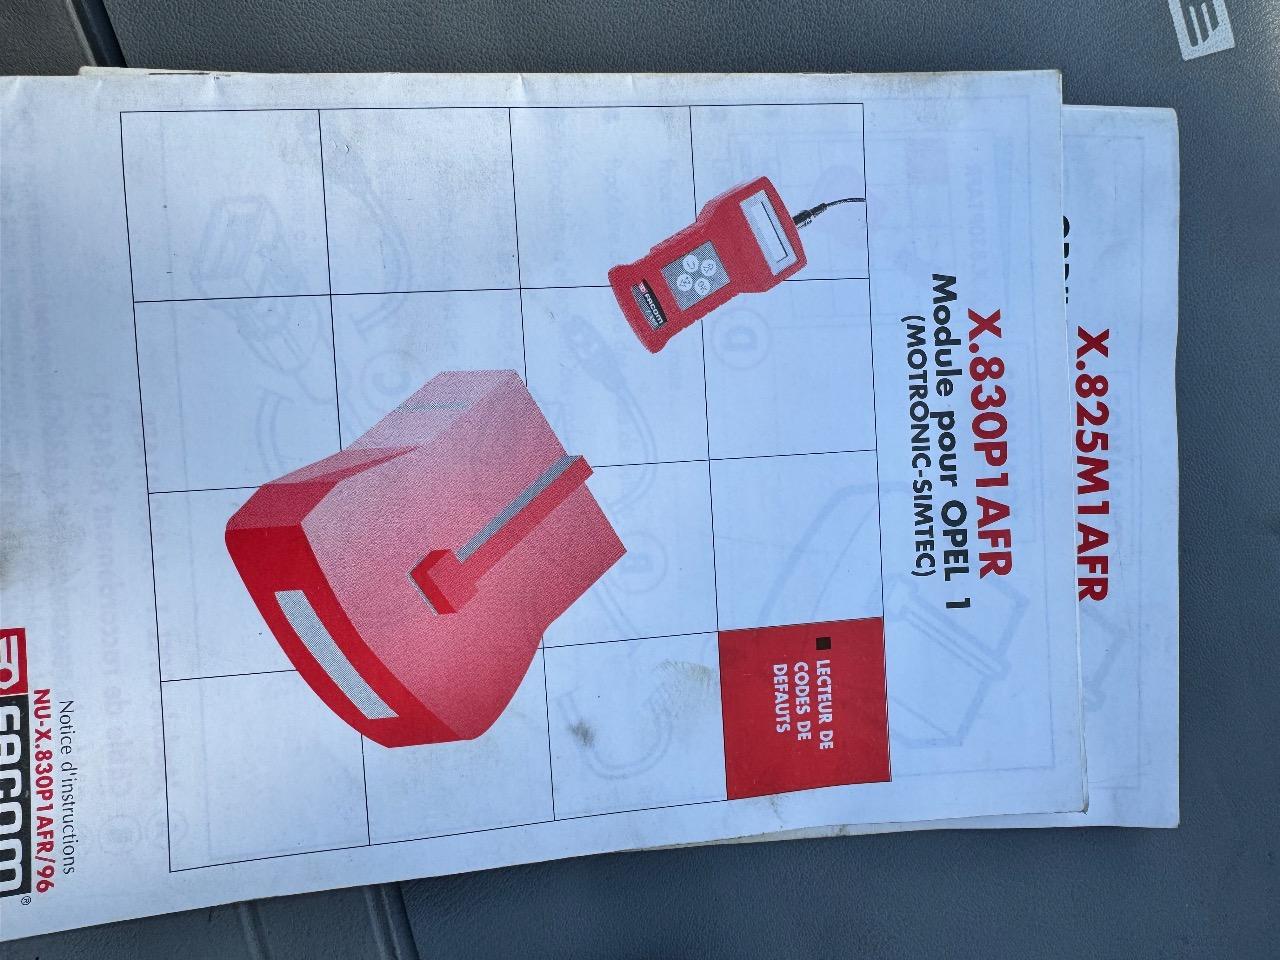 X.825M1AFR
X.830P1AFR
Module pour OPEL 1
(MOTRONIC-SIMTEC)
■ LECTEUR DE
CODES DE
DEFAUTS
facom
Notice d'instructions
NU-X.830P1AFR/96
facom®